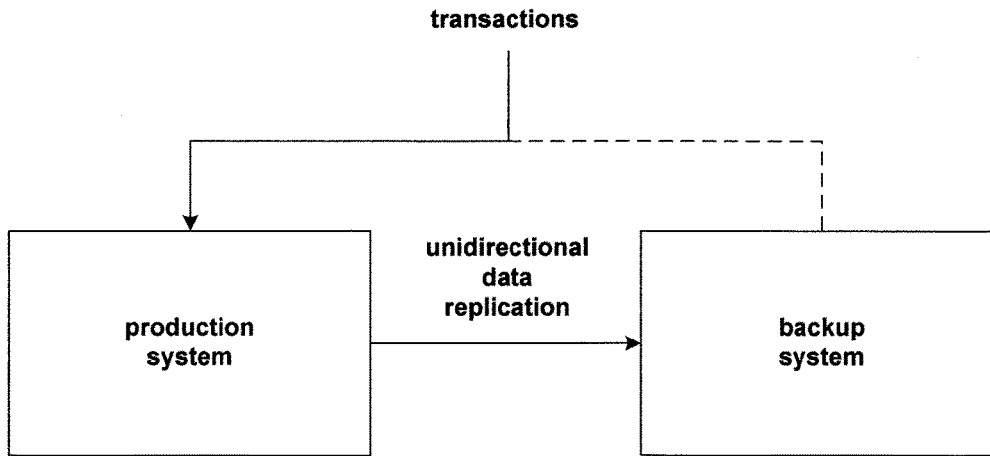 transactions
unidirectional
data
replication
production
system
backup
system